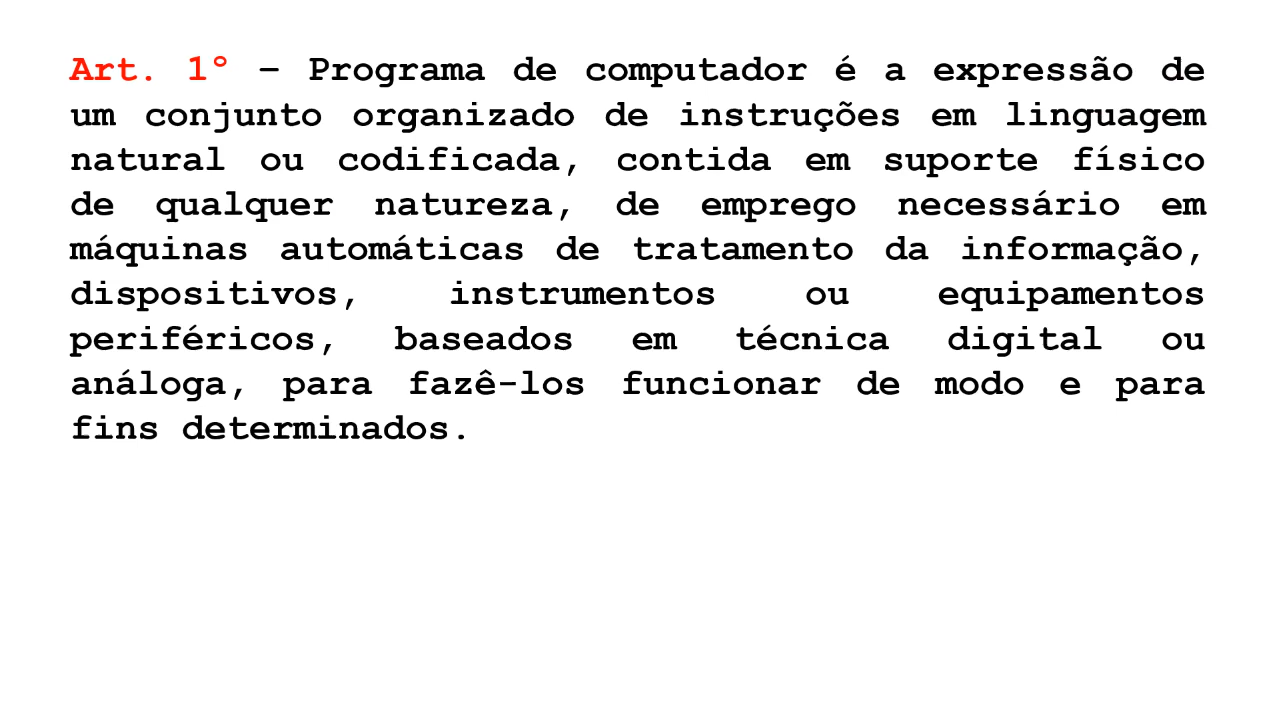 Art. 1º – Programa de computador é a expressão de
um conjunto organizado de instruções em linguagem
natural ou codificada, contida em suporte físico
de qualquer natureza, de emprego necessário em
máquinas automáticas de tratamento da informação,
dispositivos, instrumentos ou equipamentos
periféricos, baseados em técnica digital ou
análoga, para fazê-los funcionar de modo e para
fins determinados.